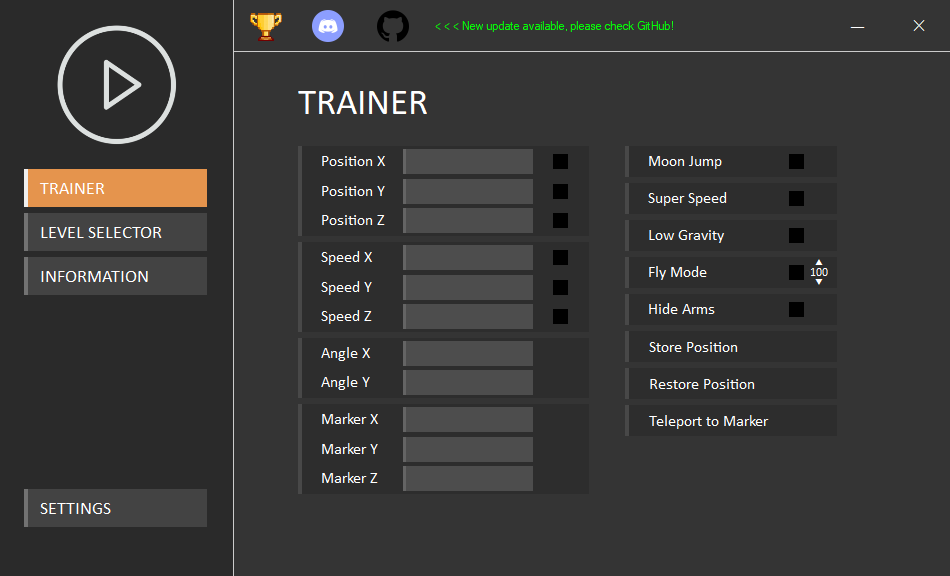 < < < New update available, please check GitHub!
TRAINER
LEVEL SELECTOR
INFORMATION
SETTINGS
TRAINER
Position X
Position Y
Position Z
Speed X
Speed Y
Speed Z
Angle X
Angle Y
Marker X
Marker Y
Marker Z
Moon Jump
Super Speed
Low Gravity
Fly Mode 100
Hide Arms
Store Position
Restore Position
Teleport to Marker